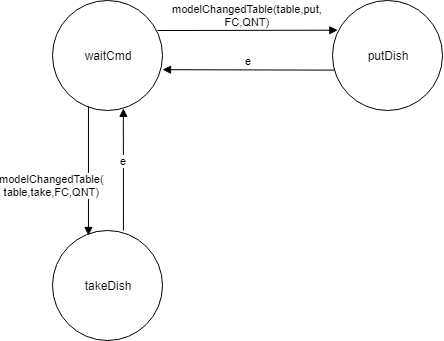 modelChangedTable(table,put,
FC,QNT)
waitCmd
putDish
e
e
modelChangedTable(
table,take,FC,QNT)
takeDish